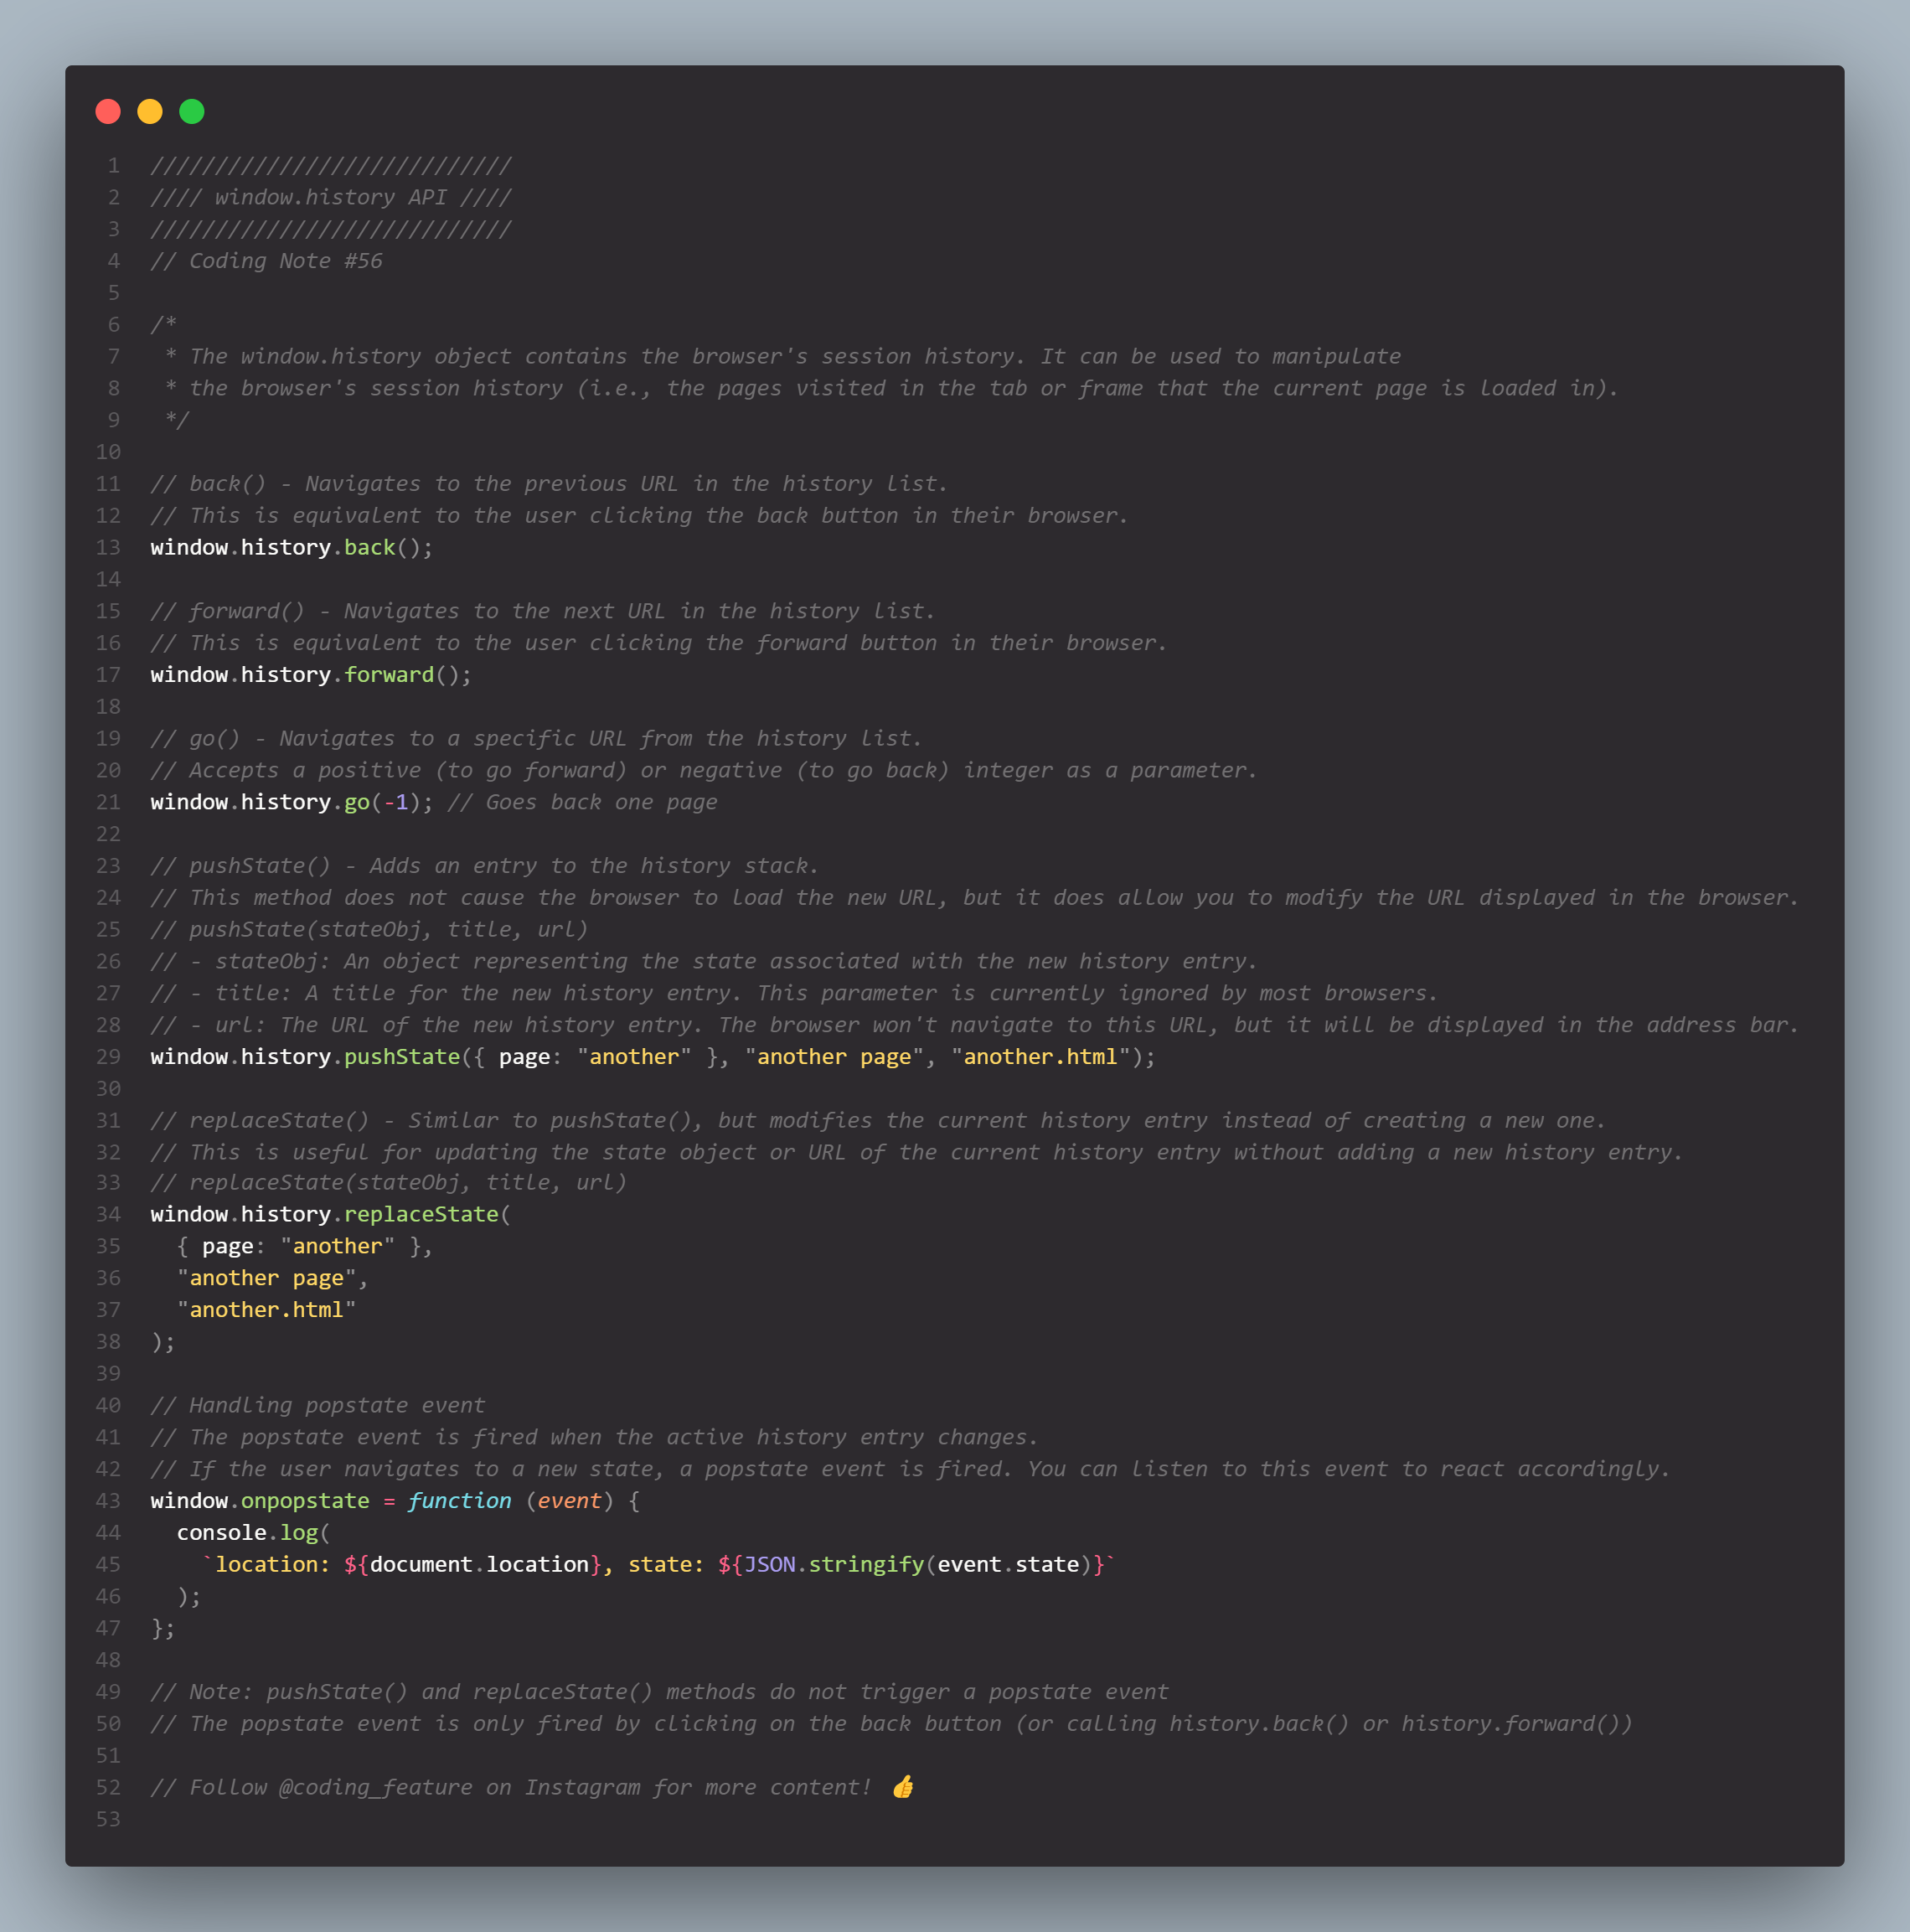 1 ////////////////////////////
2 //// window.history API ////
3 ////////////////////////////
4 // Coding Note #56
5
6 /*
7  * The window.history object contains the browser's session history. It can be used to manipulate
8  * the browser's session history (i.e., the pages visited in the tab or frame that the current page is loaded in).
9  */
10
11 // back() - Navigates to the previous URL in the history list.
12 // This is equivalent to the user clicking the back button in their browser.
13 window.history.back();
14
15 // forward() - Navigates to the next URL in the history list.
16 // This is equivalent to the user clicking the forward button in their browser.
17 window.history.forward();
18
19 // go() - Navigates to a specific URL from the history list.
20 // Accepts a positive (to go forward) or negative (to go back) integer as a parameter.
21 window.history.go(-1); // Goes back one page
22
23 // pushState() - Adds an entry to the history stack.
24 // This method does not cause the browser to load the new URL, but it does allow you to modify the URL displayed in the browser.
25 // pushState(stateObj, title, url)
26 // - stateObj: An object representing the state associated with the new history entry.
27 // - title: A title for the new history entry. This parameter is currently ignored by most browsers.
28 // - url: The URL of the new history entry. The browser won't navigate to this URL, but it will be displayed in the address bar.
29 window.history.pushState({ page: "another" }, "another page", "another.html");
30
31 // replaceState() - Similar to pushState(), but modifies the current history entry instead of creating a new one.
32 // This is useful for updating the state object or URL of the current history entry without adding a new history entry.
33 // replaceState(stateObj, title, url)
34 window.history.replaceState(
35   { page: "another" },
36   "another page",
37   "another.html"
38 );
39
40 // Handling popstate event
41 // The popstate event is fired when the active history entry changes.
42 // If the user navigates to a new state, a popstate event is fired. You can listen to this event to react accordingly.
43 window.onpopstate = function (event) {
44   console.log(
45     `location: ${document.location}, state: ${JSON.stringify(event.state)}`
46   );
47 };
48
49 // Note: pushState() and replaceState() methods do not trigger a popstate event
50 // The popstate event is only fired by clicking on the back button (or calling history.back() or history.forward())
51
52 // Follow @coding_feature on Instagram for more content! 👍
53